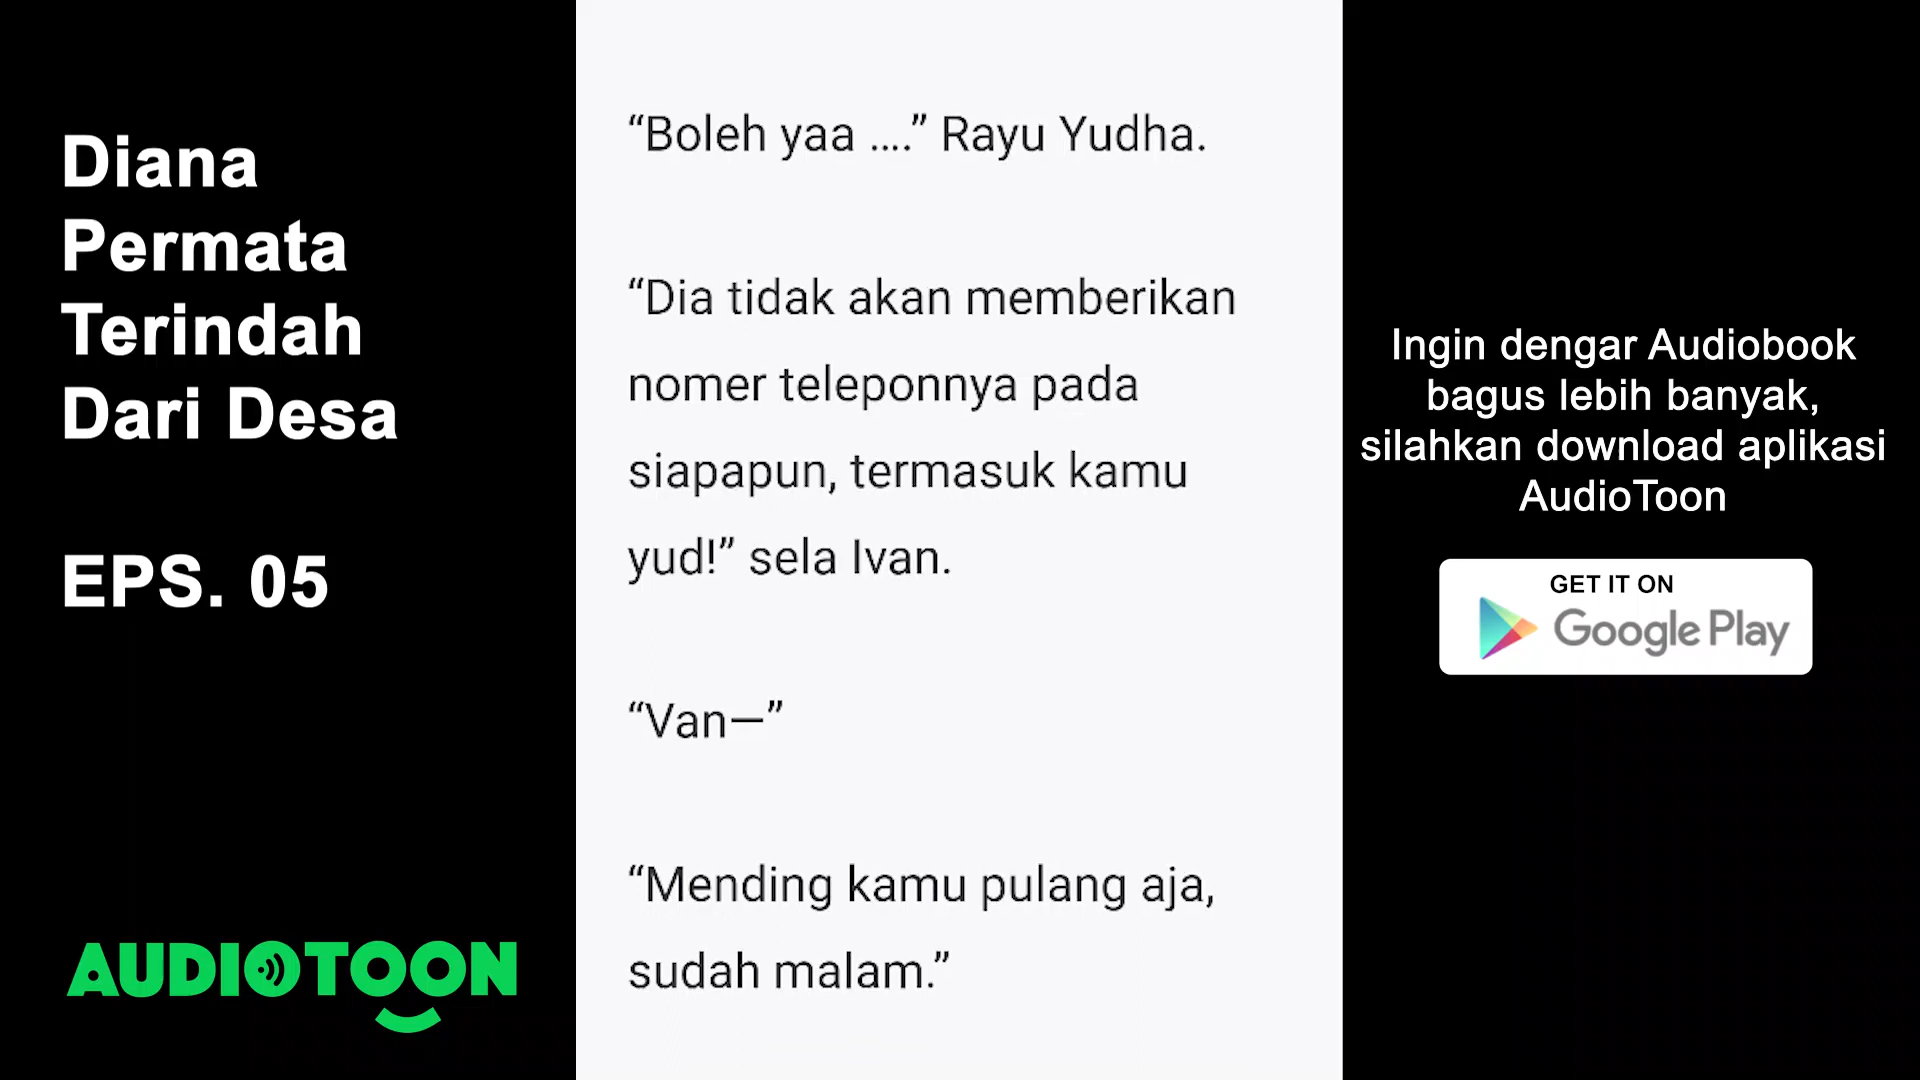 Diana
Permata
Terindah
Dari Desa
EPS. 05
AUDIOTOON
“Boleh yaa ....” Rayu Yudha.
“Dia tidak akan memberikan
nomer teleponnya pada
siapapun, termasuk kamu
yud!” sela Ivan.
“Van—”
“Mending kamu pulang aja,
sudah malam.”
Ingin dengar Audiobook
bagus lebih banyak,
silahkan download aplikasi
AudioToon
GET IT ON
Google Play